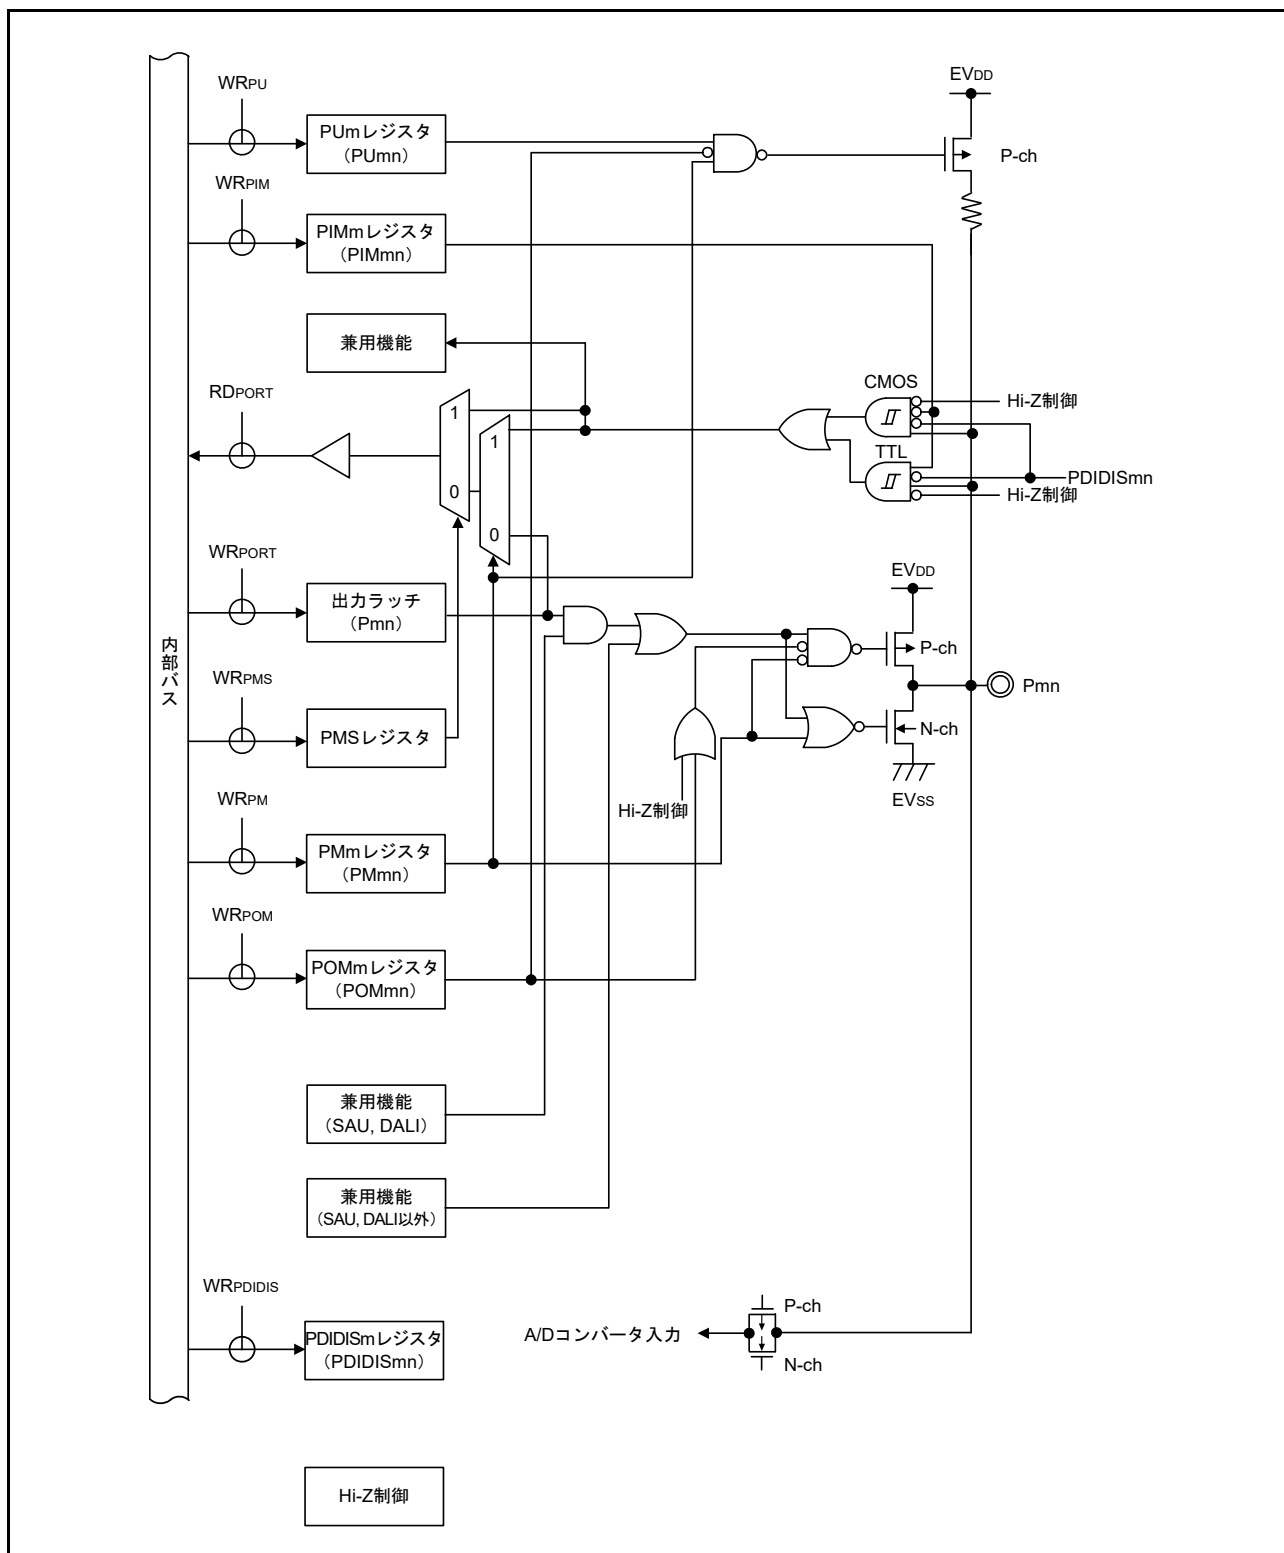 WRPU
PUmレジスタ
(PUmn)
EVDD
P-ch
WRPIM
PIMmレジスタ
(PIMmn)
兼用機能
RDPORT
1
0
1
0
CMOS
Hi-Z制御
TTL
PDIDISmn
Hi-Z制御
WRPORT
出力ラッチ
(Pmn)
EVDD
P-ch
Pmn
N-ch
EVSS
内部バス
WRPMS
PMSレジスタ
Hi-Z制御
WRPM
PMmレジスタ
(PMmn)
WRPOM
POMmレジスタ
(POMmn)
兼用機能
(SAU, DALI)
兼用機能
(SAU, DALI以外)
WRPDIDIS
PDIDISmレジスタ
(PDIDISmn)
A/Dコンバータ入力
P-ch
N-ch
Hi-Z制御